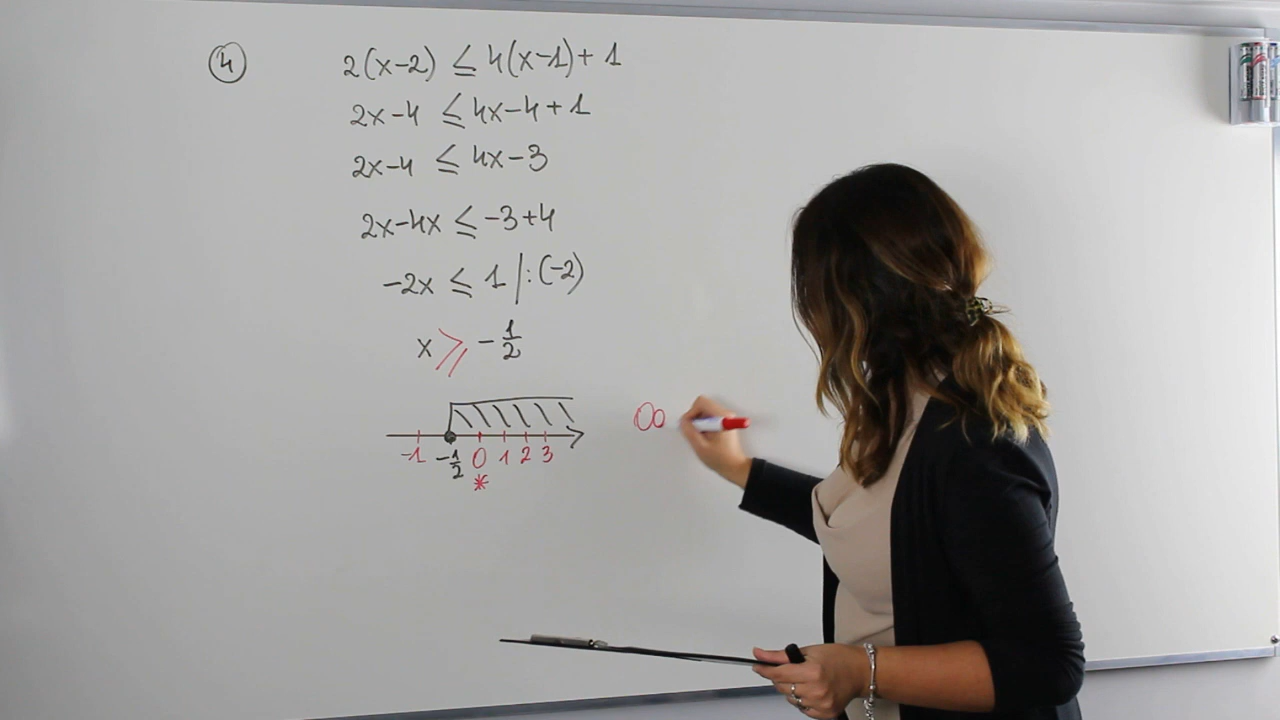 4
2(x-2) ≤ 4(x-1)+1
2x-4 ≤ 4x-4+1
2x-4 ≤ 4x-3
2x-4x ≤ -3+4
-2x ≤ 1 |:(-2)
x ≥ -1/2
-1 -1/2 0 1 2 3
*
Oo